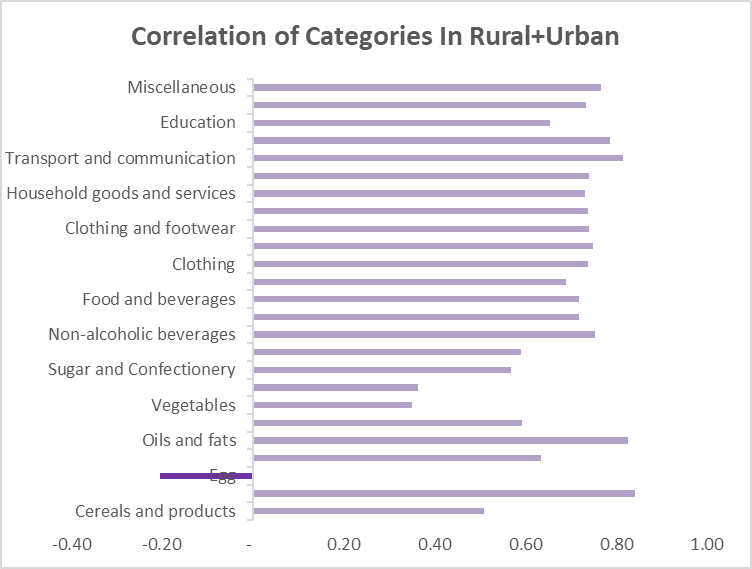 Correlation of Categories In Rural+Urban
Miscellaneous
Education
Transport and communication
Household goods and services
Clothing and footwear
Clothing
Food and beverages
Non-alcoholic beverages
Sugar and Confectionery
Vegetables
Oils and fats
Egg
Cereals and products
-0.40 -0.20 - 0.20 0.40 0.60 0.80 1.00